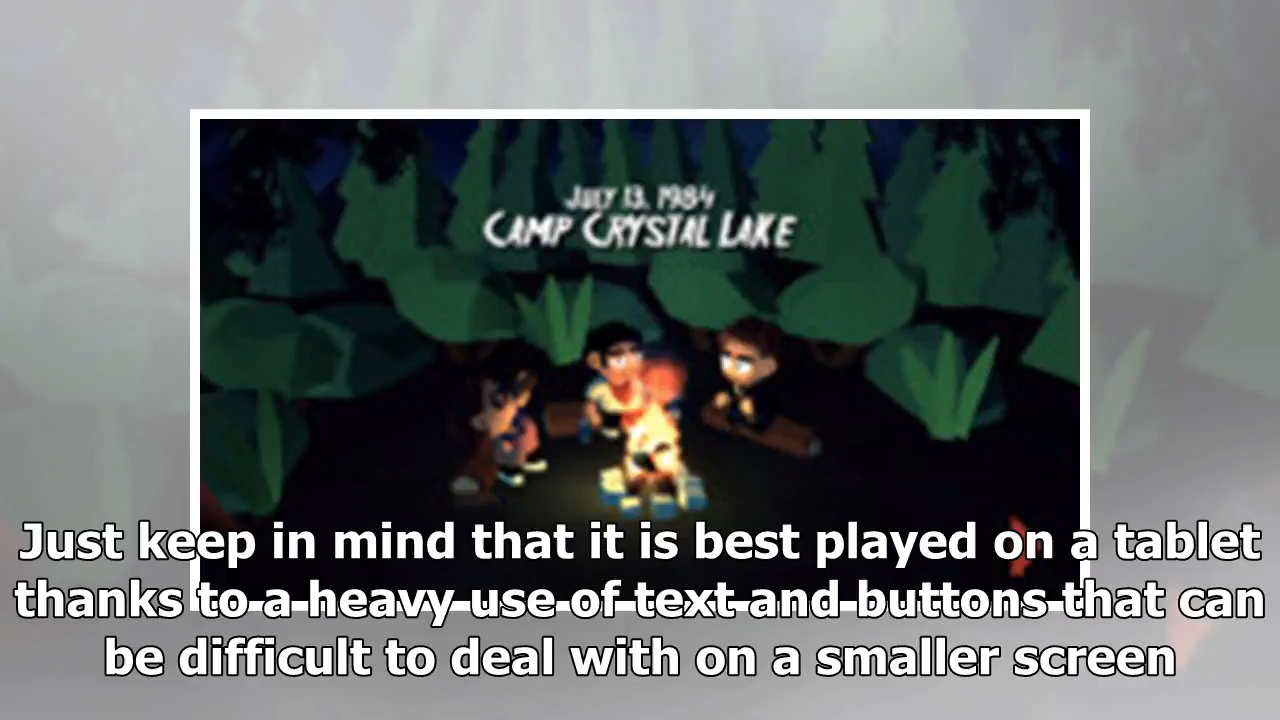 JULY 13, 1984
CAMP CRYSTAL LAKE
Just keep in mind that it is best played on a tablet
thanks to a heavy use of text and buttons that can
be difficult to deal with on a smaller screen